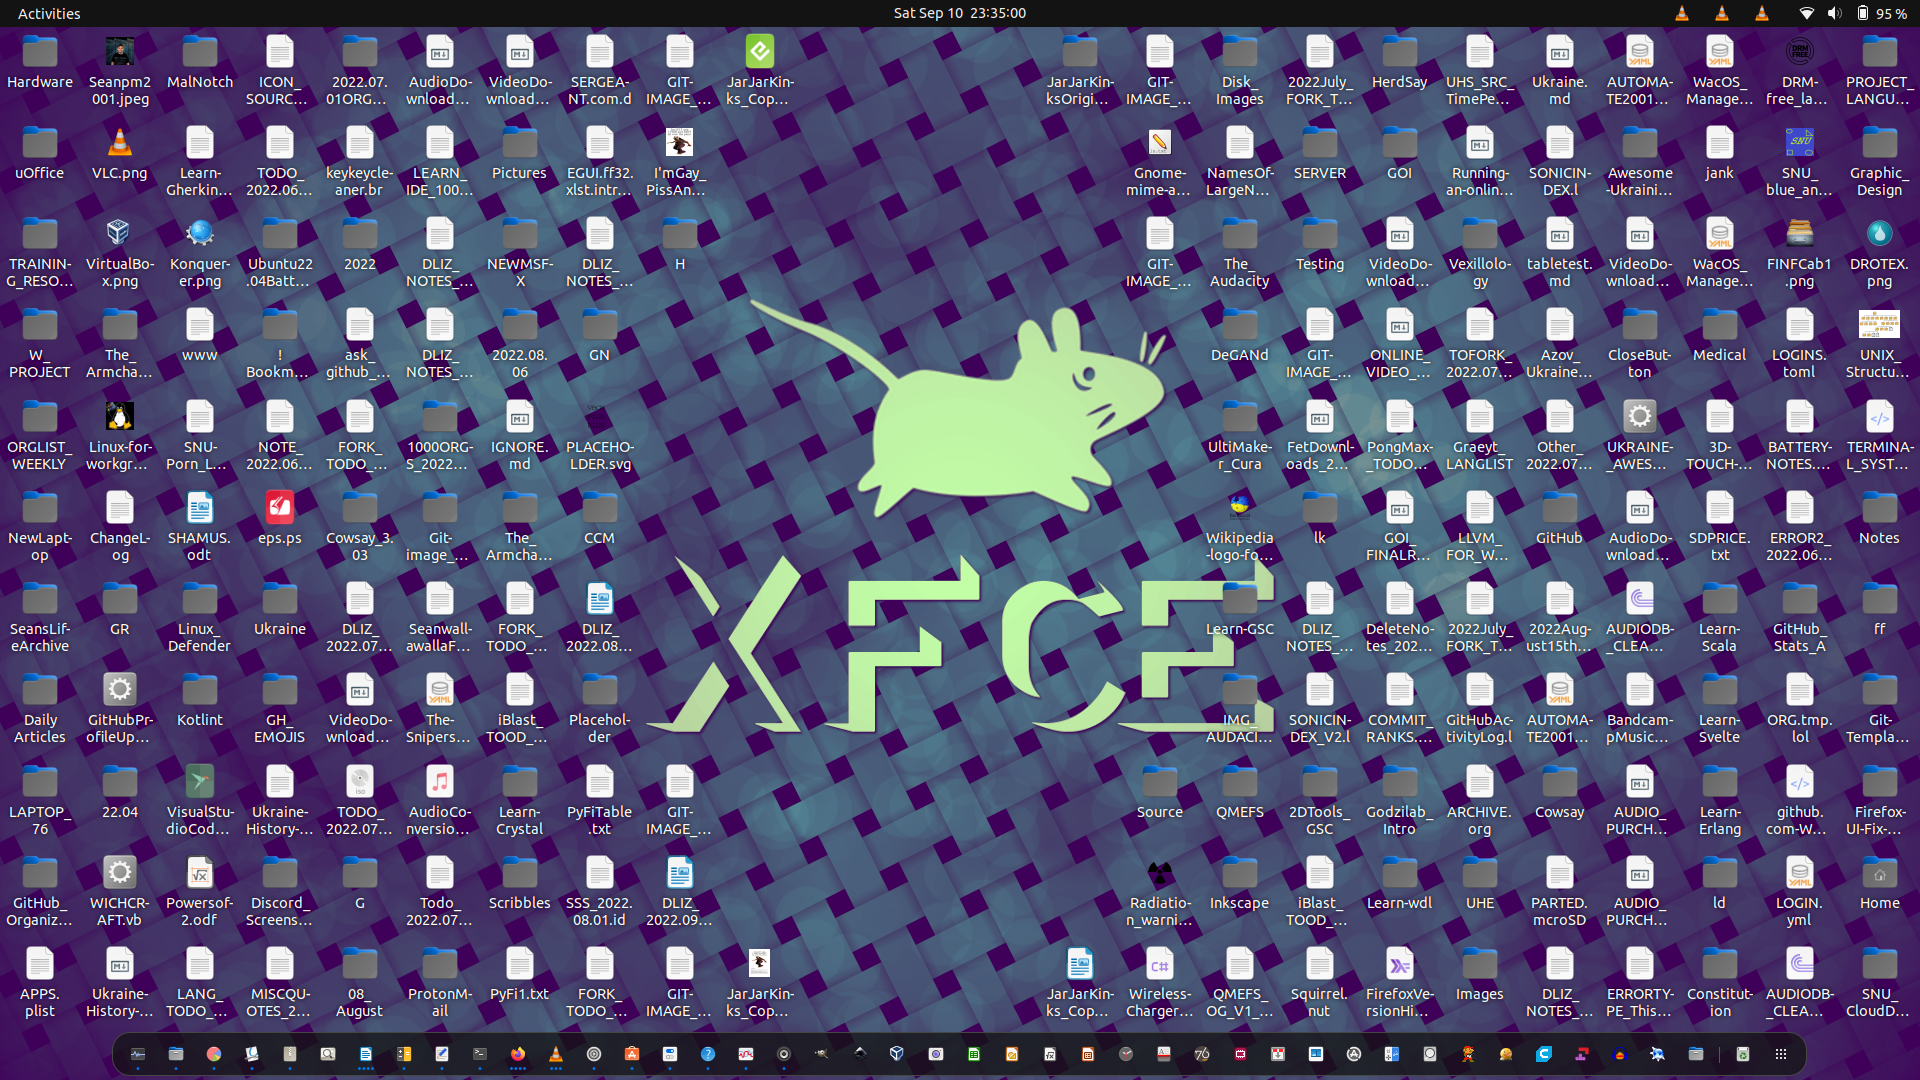 Activities
Sat Sep 10 23:35:00
95 %
Hardware
Seanpm2
001.jpeg
MalNotch
ICON_
SOURC...
2022.07.
01ORG...
AudioDo-
wnload...
VideoDo-
wnload...
SERGEA-
NT.com.d
GIT-
IMAGE_...
JarJarKin-
ks_Cop...
JarJarKin-
ksOrigi...
GIT-
IMAGE_...
Disk_
Images
2022July_
FORK_T...
HerdSay
UHS_SRC_
TimePe...
Ukraine.
md
AUTOMA-
TE2001...
WacOS_
Manage...
DRM-
free_la...
PROJECT_
LANGU...
uOffice
VLC.png
Learn-
Gherkin...
TODO_
2022.06...
keykeycle-
aner.br
LEARN_
IDE_100...
Pictures
EGUI.ff32.
xlst.intr...
I'mGay_
PissAn...
Gnome-
mime-a...
NamesOf-
LargeN...
SERVER
GOI
Running-
an-onlin...
SONICIN-
DEX.l
Awesome
-Ukraini...
jank
SNU_
blue_an...
Graphic_
Design
TRAININ-
G_RESO...
VirtualBo-
x.png
Konquer-
er.png
Ubuntu22
.04Batt...
2022
DLIZ_
NOTES_...
NEWMSF-
X
DLIZ_
NOTES_...
H
GIT-
IMAGE_...
The_
Audacity
Testing
VideoDo-
wnload...
Vexillolo-
gy
tabletest.
md
VideoDo-
wnload...
WacOS_
Manage...
FINFCab1
.png
DROTEX.
png
W_
PROJECT
The_
Armcha...
www
!
Bookm...
ask_
github_...
DLIZ_
NOTES_...
2022.08.
06
GN
DeGANd
GIT-
IMAGE_...
ONLINE_
VIDEO_...
TOFORK_
2022.07...
Azov_
Ukraine...
CloseBut-
ton
Medical
LOGINS.
toml
UNIX_
Structu...
ORGLIST_
WEEKLY
Linux-for-
workgr...
SNU-
Porn_L...
NOTE_
2022.06...
FORK_
TODO_...
1000ORG-
S_2022...
IGNORE.
md
PLACEHO-
LDER.svg
UltiMake-
r_Cura
FetDownl-
oads_2...
PongMax-
_TODO...
Graeyt_
LANGLIST
Other_
2022.07...
UKRAINE-
_AWES...
3D-
TOUCH-...
BATTERY-
NOTES....
TERMINA-
L_SYST...
NewLapt-
op
ChangeL-
og
SHAMUS.
odt
eps.ps
Cowsay_3.
03
Git-
image_...
The_
Armcha...
CCM
Wikipedia
-logo-fo...
lk
GOI_
FINALR...
LLVM_
FOR_W...
GitHub
AudioDo-
wnload...
SDPRICE.
txt
ERROR2_
2022.06...
Notes
XFCE
SeansLif-
eArchive
GR
Linux_
Defender
Ukraine
DLIZ_
2022.07...
Seanwall-
awallaF...
FORK_
TODO_...
DLIZ_
2022.08...
Learn-GSC
DLIZ_
NOTES_...
DeleteNo-
tes_202...
2022July_
FORK_T...
2022Aug-
ust15th...
AUDIODB-
_CLEA...
Learn-
Scala
GitHub_
Stats_A
ff
Daily
Articles
GitHubPr-
ofileUp...
Kotlint
GH_
EMOJIS
VideoDo-
wnload...
The-
Snipers...
iBlast_
TOOD_...
Placehol-
der
IMG_
AUDACI...
SONICIN-
DEX_V2.l
COMMIT_
RANKS....
GitHubAc-
tivityLog.l
AUTOMA-
TE2001...
Bandcam-
pMusic...
Learn-
Svelte
ORG.tmp.
lol
Git-
Templa...
LAPTOP_
76
22.04
VisualStu-
dioCod...
Ukraine-
History-...
TODO_
2022.07...
AudioCo-
nversio...
Learn-
Crystal
PyFiTable
.txt
GIT-
IMAGE_...
Source
QMEFS
2DTools_
GSC
Godzilab_
Intro
ARCHIVE.
org
Cowsay
AUDIO_
PURCH...
Learn-
Erlang
github.
com-W...
Firefox-
UI-Fix-...
GitHub_
Organiz...
WICHCR-
AFT.vb
Powersof-
2.odf
Discord_
Screens...
G
Todo_
2022.07...
Scribbles
SSS_2022.
08.01.id
DLIZ_
2022.09...
Radiatio-
n_warni...
Inkscape
iBlast_
TOOD_...
Learn-wdl
UHE
PARTED.
mcroSD
AUDIO_
PURCH...
ld
LOGIN.
yml
Home
APPS.
plist
Ukraine-
History-...
LANG_
TODO_...
MISCQU-
OTES_2...
08_
August
ProtonM-
ail
PyFi1.txt
FORK_
TODO_...
GIT-
IMAGE_...
JarJarKin-
ks_Cop...
JarJarKin-
ks_Cop...
Wireless-
Charger...
QMEFS_
OG_V1_...
Squirrel.
nut
FirefoxVe-
rsionHi...
Images
DLIZ_
NOTES_...
ERRORTY-
PE_This...
Constitut-
ion
AUDIODB-
_CLEA...
SNU_
CloudD...